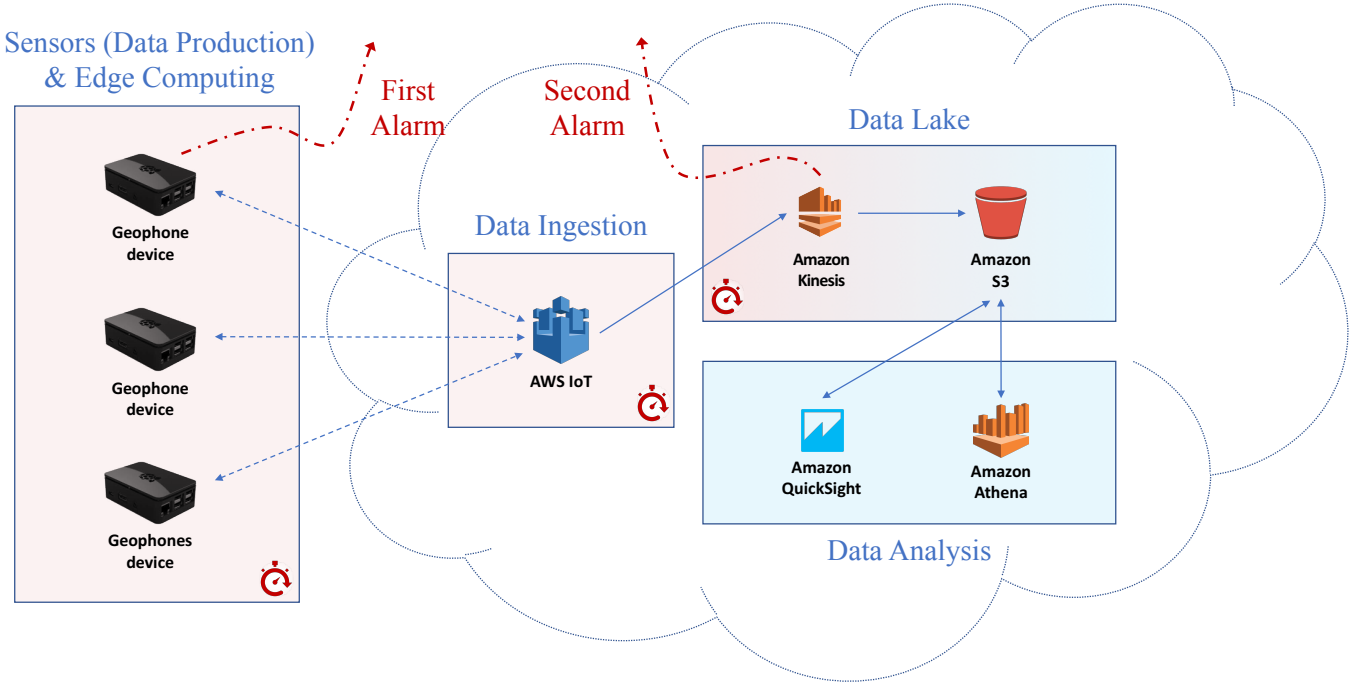 Sensors (Data Production)
& Edge Computing
First
Alarm
Second
Alarm
Data Lake
Geophone
device
Data Ingestion
Amazon
Kinesis
Amazon
S3
Geophone
device
AWS IoT
Amazon
QuickSight
Amazon
Athena
Geophones
device
Data Analysis